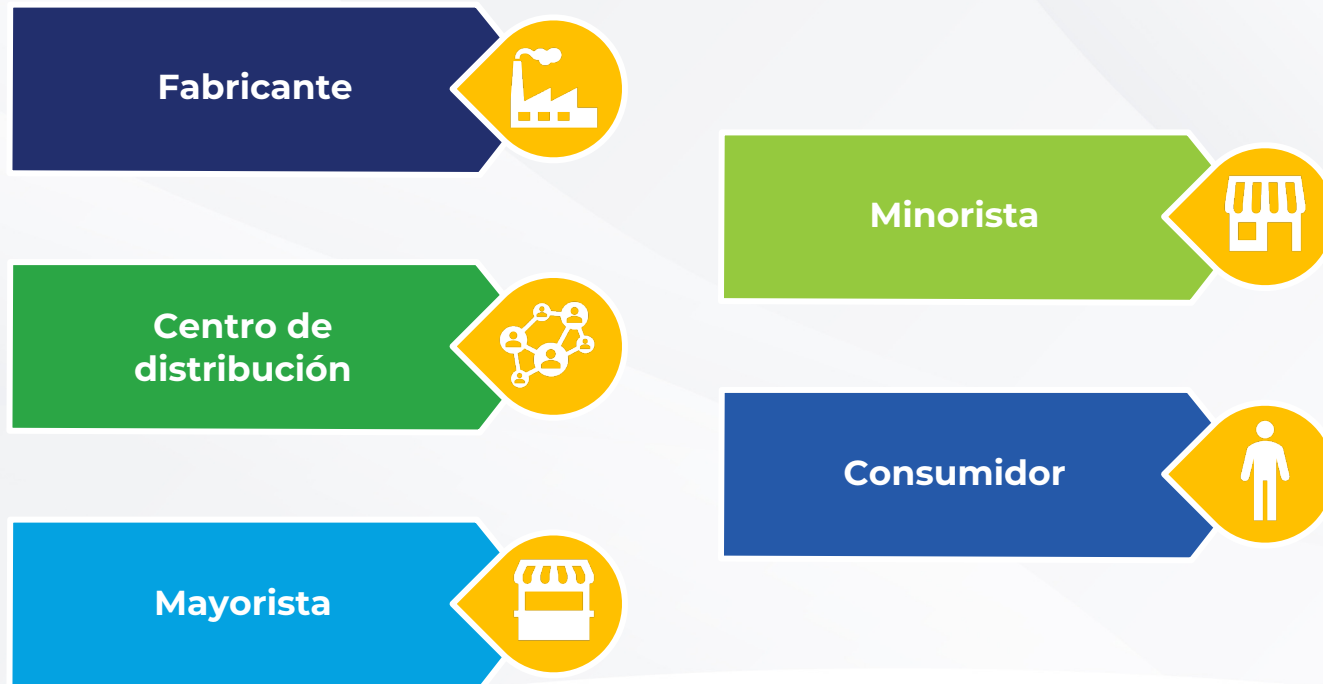 Fabricante
Centro de
distribución
Mayorista
Minorista
Consumidor